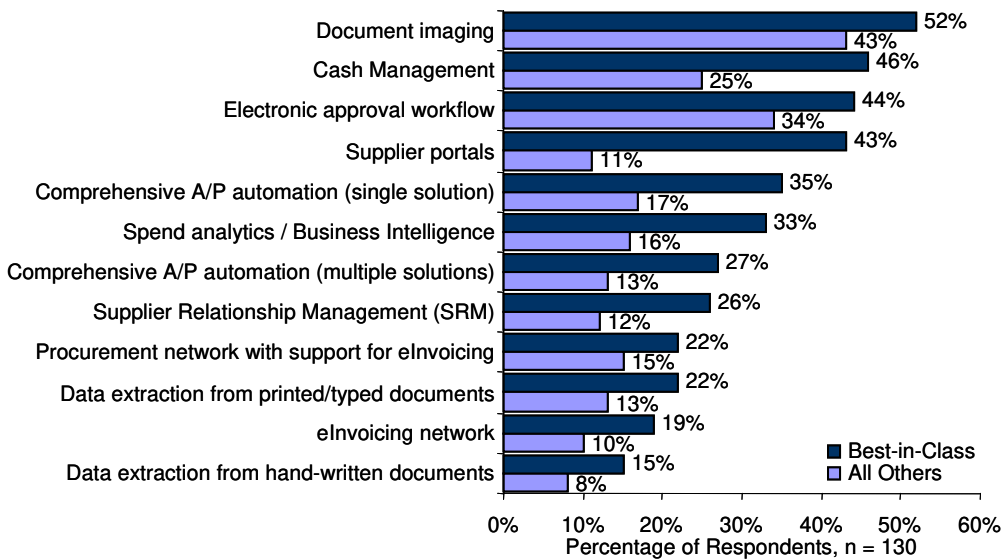 Document imaging
52%
43%
Cash Management
46%
25%
Electronic approval workflow
44%
34%
Supplier portals
43%
11%
Comprehensive A/P automation (single solution)
35%
17%
Spend analytics / Business Intelligence
33%
16%
Comprehensive A/P automation (multiple solutions)
27%
13%
Supplier Relationship Management (SRM)
26%
12%
Procurement network with support for eInvoicing
22%
15%
Data extraction from printed/typed documents
22%
13%
eInvoicing network
19%
10%
Data extraction from hand-written documents
15%
8%
Best-in-Class
All Others
0% 10% 20% 30% 40% 50% 60%
Percentage of Respondents, n = 130